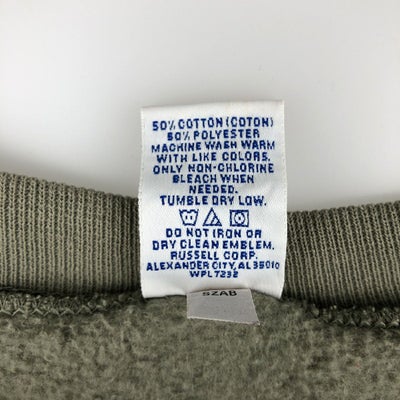 50% COTTON (COTON)
50% POLYESTER
MACHINE WASH WARM
WITH LIKE COLORS.
ONLY NON-CHLORINE
BLEACH WHEN
NEEDED.
TUMBLE DRY LOW.
DO NOT IRON OR
DRY CLEAN EMBLEM.
RUSSELL CORP.
ALEXANDER CITY, AL 35010
WPL 7232
SZAB